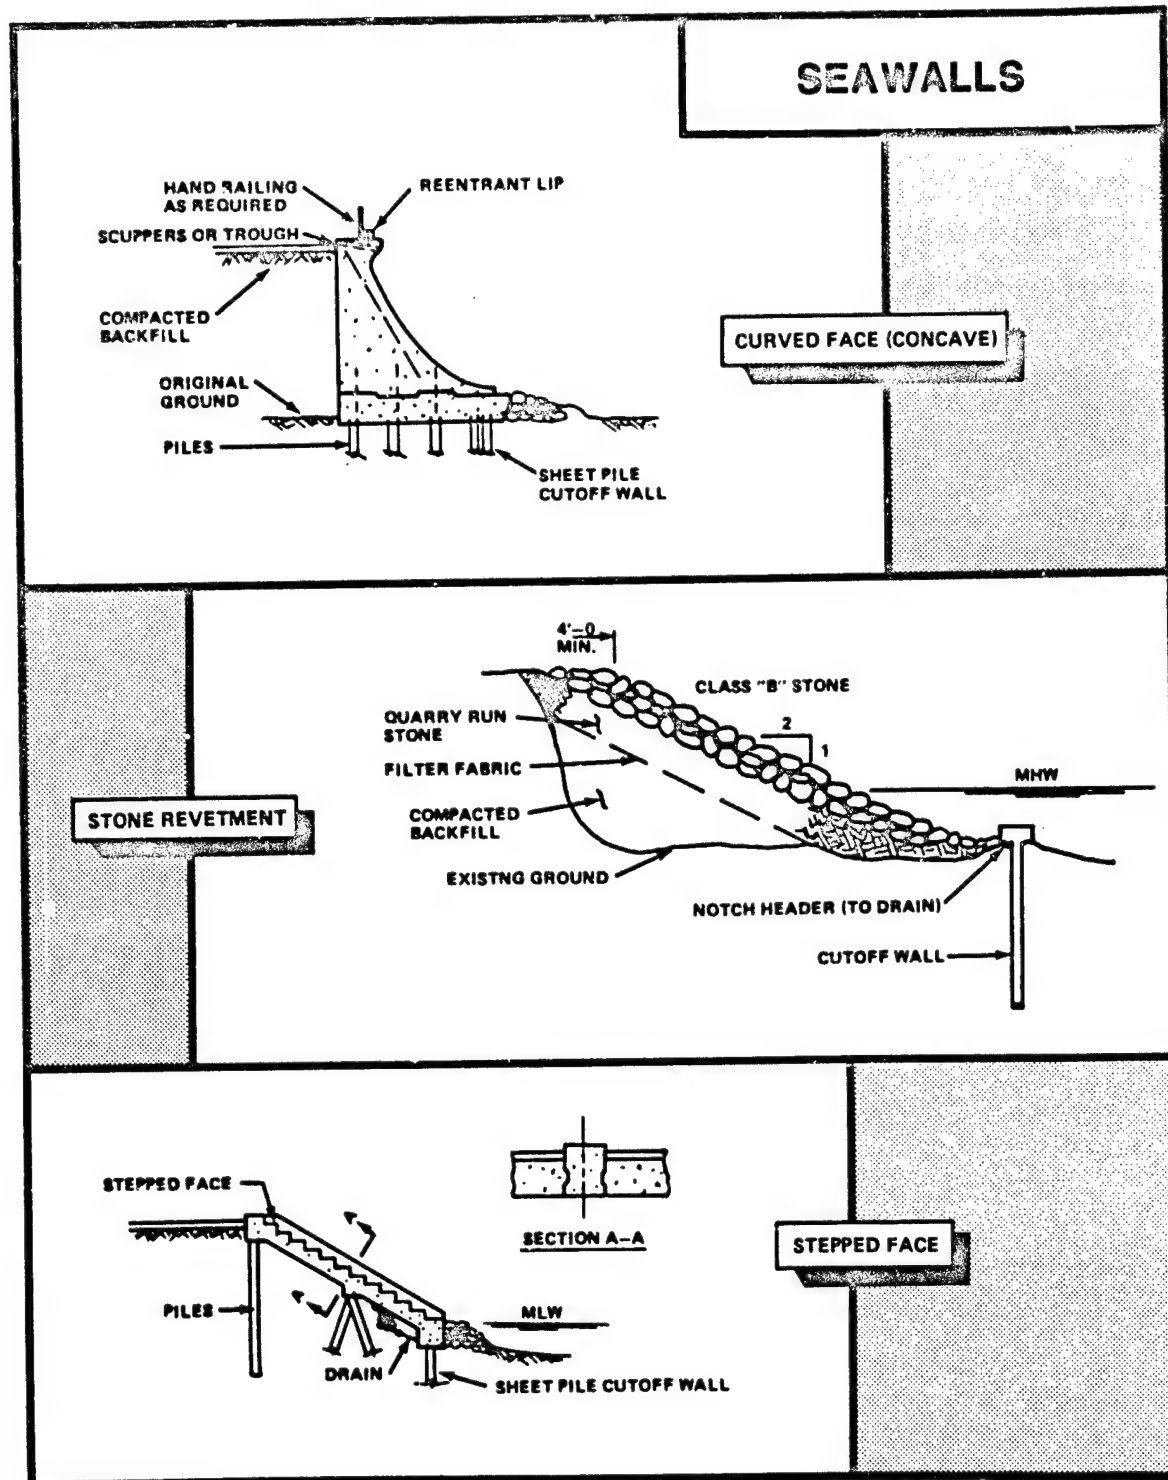 SEAWALLS
HAND RAILING
AS REQUIRED
REENTRANT LIP
SCUPPERS OR TROUGH
COMPACTED
BACKFILL
CURVED FACE (CONCAVE)
ORIGINAL
GROUND
PILES
SHEET PILE
CUTOFF WALL
4'-0
MIN.
CLASS "B" STONE
QUARRY RUN
STONE
2
1
FILTER FABRIC
MHW
COMPACTED
BACKFILL
STONE REVETMENT
EXISTNG GROUND
NOTCH HEADER (TO DRAIN)
CUTOFF WALL
STEPPED FACE
A
SECTION A-A
STEPPED FACE
A
PILES
MLW
DRAIN
SHEET PILE CUTOFF WALL